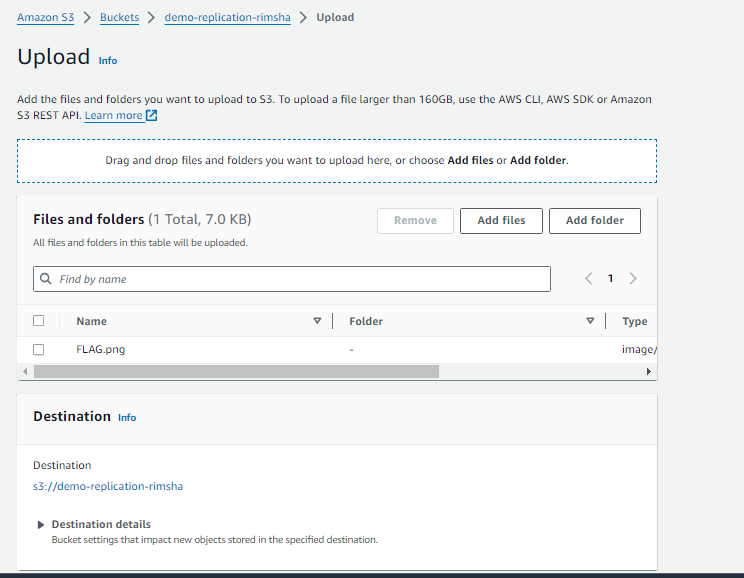 Amazon S3 > Buckets > demo-replication-rimsha > Upload
Upload Info
Add the files and folders you want to upload to S3. To upload a file larger than 160GB, use the AWS CLI, AWS SDK or Amazon
S3 REST API. Learn more
Drag and drop files and folders you want to upload here, or choose Add files or Add folder.
Files and folders (1 Total, 7.0 KB)
Remove Add files Add folder
All files and folders in this table will be uploaded.
Find by name
1
Name Folder Type
FLAG.png - image/
Destination Info
Destination
s3://demo-replication-rimsha
Destination details
Bucket settings that impact new objects stored in the specified destination.